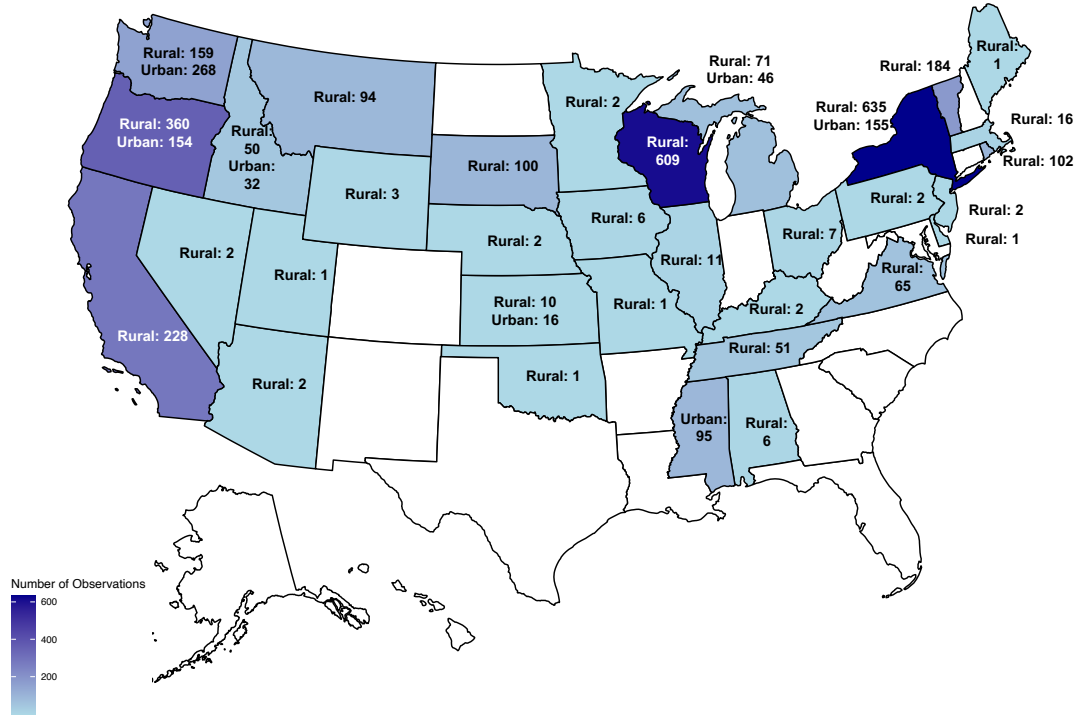 Rural: 159
Urban: 268
Rural: 360
Urban: 154
Rural:
50
Urban:
32
Rural: 94
Rural: 3
Rural: 100
Rural: 2
Rural: 2
Rural: 1
Rural: 228
Rural: 2
Rural: 2
Rural: 10
Urban: 16
Rural: 1
Rural: 6
Rural: 1
Rural:
609
Rural: 11
Rural: 71
Urban: 46
Rural: 7
Rural: 2
Rural: 51
Urban:
95
Rural:
6
Rural:
65
Rural: 2
Rural: 635
Urban: 155
Rural: 184
Rural:
1
Rural: 16
Rural: 102
Rural: 2
Rural: 1
Number of Observations
600
400
200